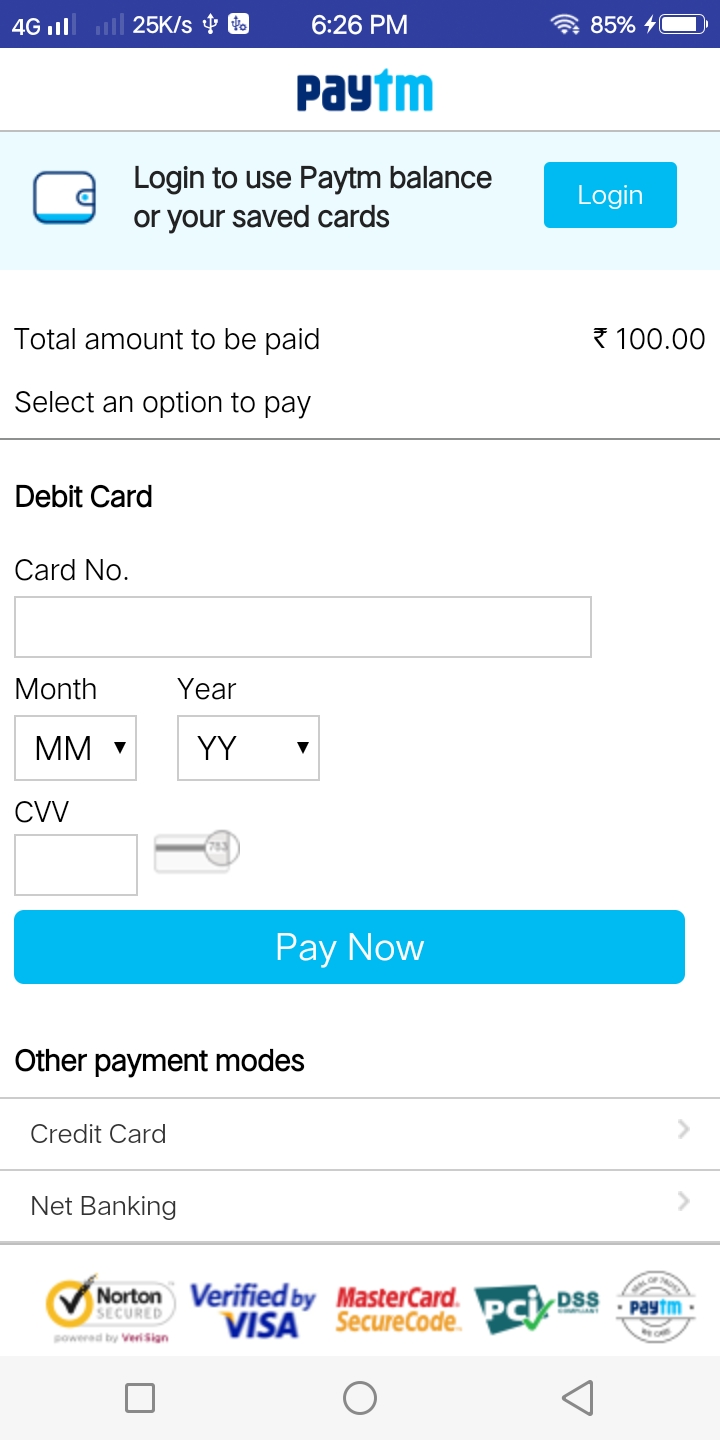 4G 25K/s 6:26 PM 85%
paytm
Login to use Paytm balance
or your saved cards
Login
Total amount to be paid ₹ 100.00
Select an option to pay
Debit Card
Card No.
Month Year
MM YY
CVV
783
Pay Now
Other payment modes
Credit Card
Net Banking
Norton
SECURED
powered by VeriSign
Verified by
VISA
MasterCard.
SecureCode.
PCI DSS
COMPLIANT
SEAL OF TRUST
paytm
WE CARE